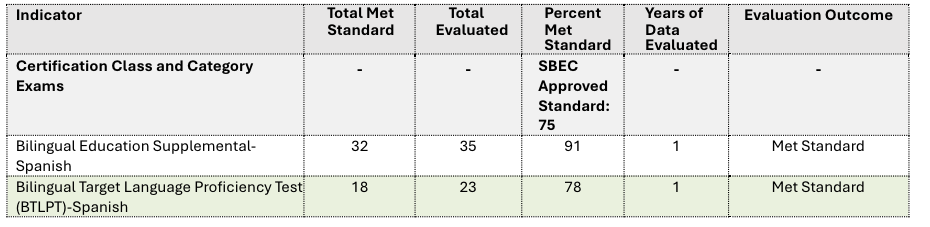 Indicator
Total Met Standard
Total Evaluated
Percent Met Standard
Years of Data Evaluated
Evaluation Outcome
Certification Class and Category
Exams
-
-
SBEC
Approved
Standard:
75
-
-
Bilingual Education Supplemental-
Spanish
32
35
91
1
Met Standard
Bilingual Target Language Proficiency Test
(BTLPT)-Spanish
18
23
78
1
Met Standard